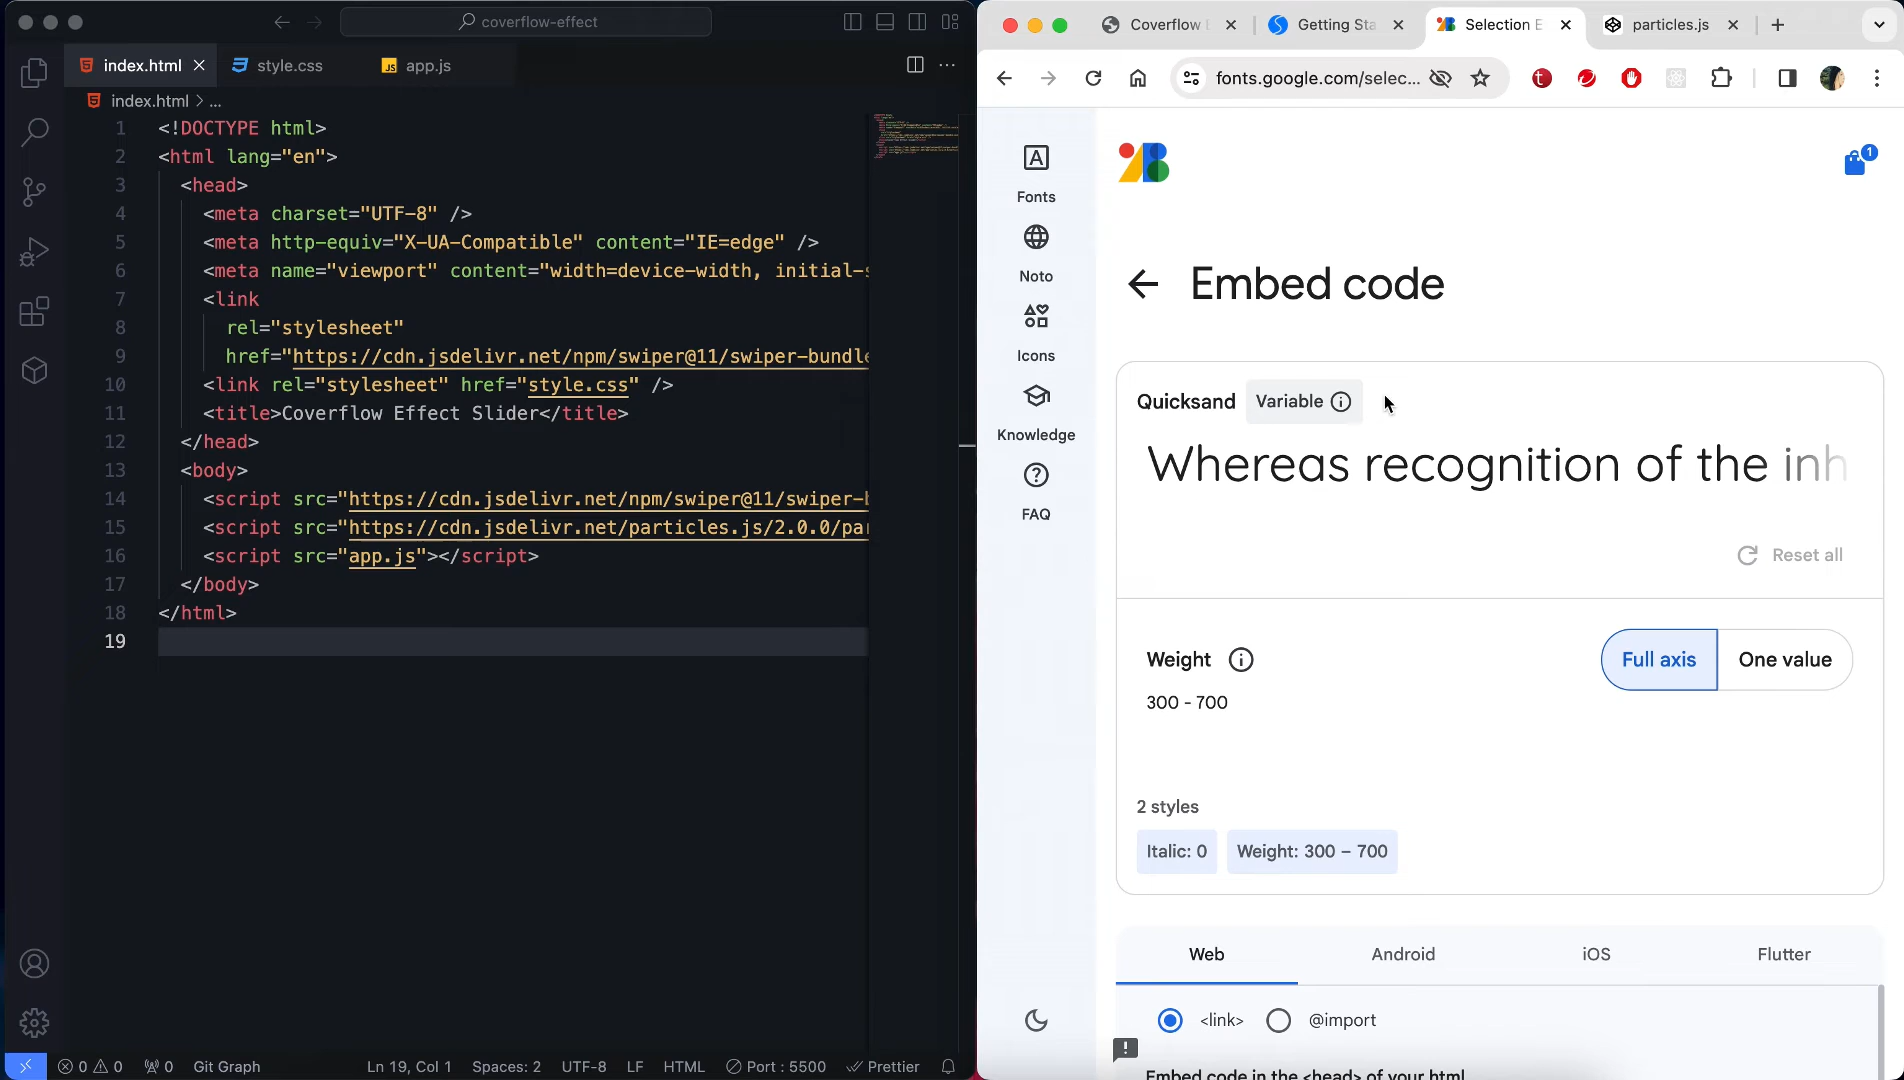 coverflow-effect
index.html
style.css
JS app.js
index.html > ...
1 <!DOCTYPE html>
2 <html lang="en">
3 <head>
4 <meta charset="UTF-8" />
5 <meta http-equiv="X-UA-Compatible" content="IE=edge" />
6 <meta name="viewport" content="width=device-width, initial-s
7 <link
8 rel="stylesheet"
9 href="https://cdn.jsdelivr.net/npm/swiper@11/swiper-bundle
10 <link rel="stylesheet" href="style.css" />
11 <title>Coverflow Effect Slider</title>
12 </head>
13 <body>
14 <script src="https://cdn.jsdelivr.net/npm/swiper@11/swiper-b
15 <script src="https://cdn.jsdelivr.net/particles.js/2.0.0/par
16 <script src="app.js"></script>
17 </body>
18 </html>
19
0 0 0 Git Graph Ln 19, Col 1 Spaces: 2 UTF-8 LF HTML Port : 5500 Prettier
Coverflow E
Getting Sta
Selection E
particles.js
fonts.google.com/selec...
Fonts
Noto
Icons
Knowledge
FAQ
1
Embed code
Quicksand Variable
Whereas recognition of the inh
Reset all
Weight
Full axis One value
300 - 700
2 styles
Italic: 0 Weight: 300 – 700
Web Android iOS Flutter
<link> @import
Embed code in the <head> of your html